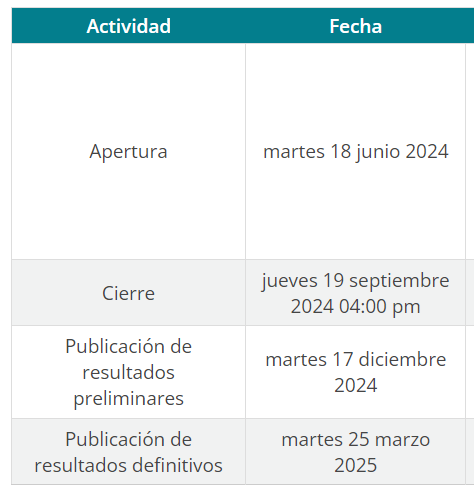 Actividad Fecha
Apertura martes 18 junio 2024
Cierre
jueves 19 septiembre
2024 04:00 pm
Publicación de
resultados
preliminares
martes 17 diciembre
2024
Publicación de
resultados definitivos
martes 25 marzo
2025